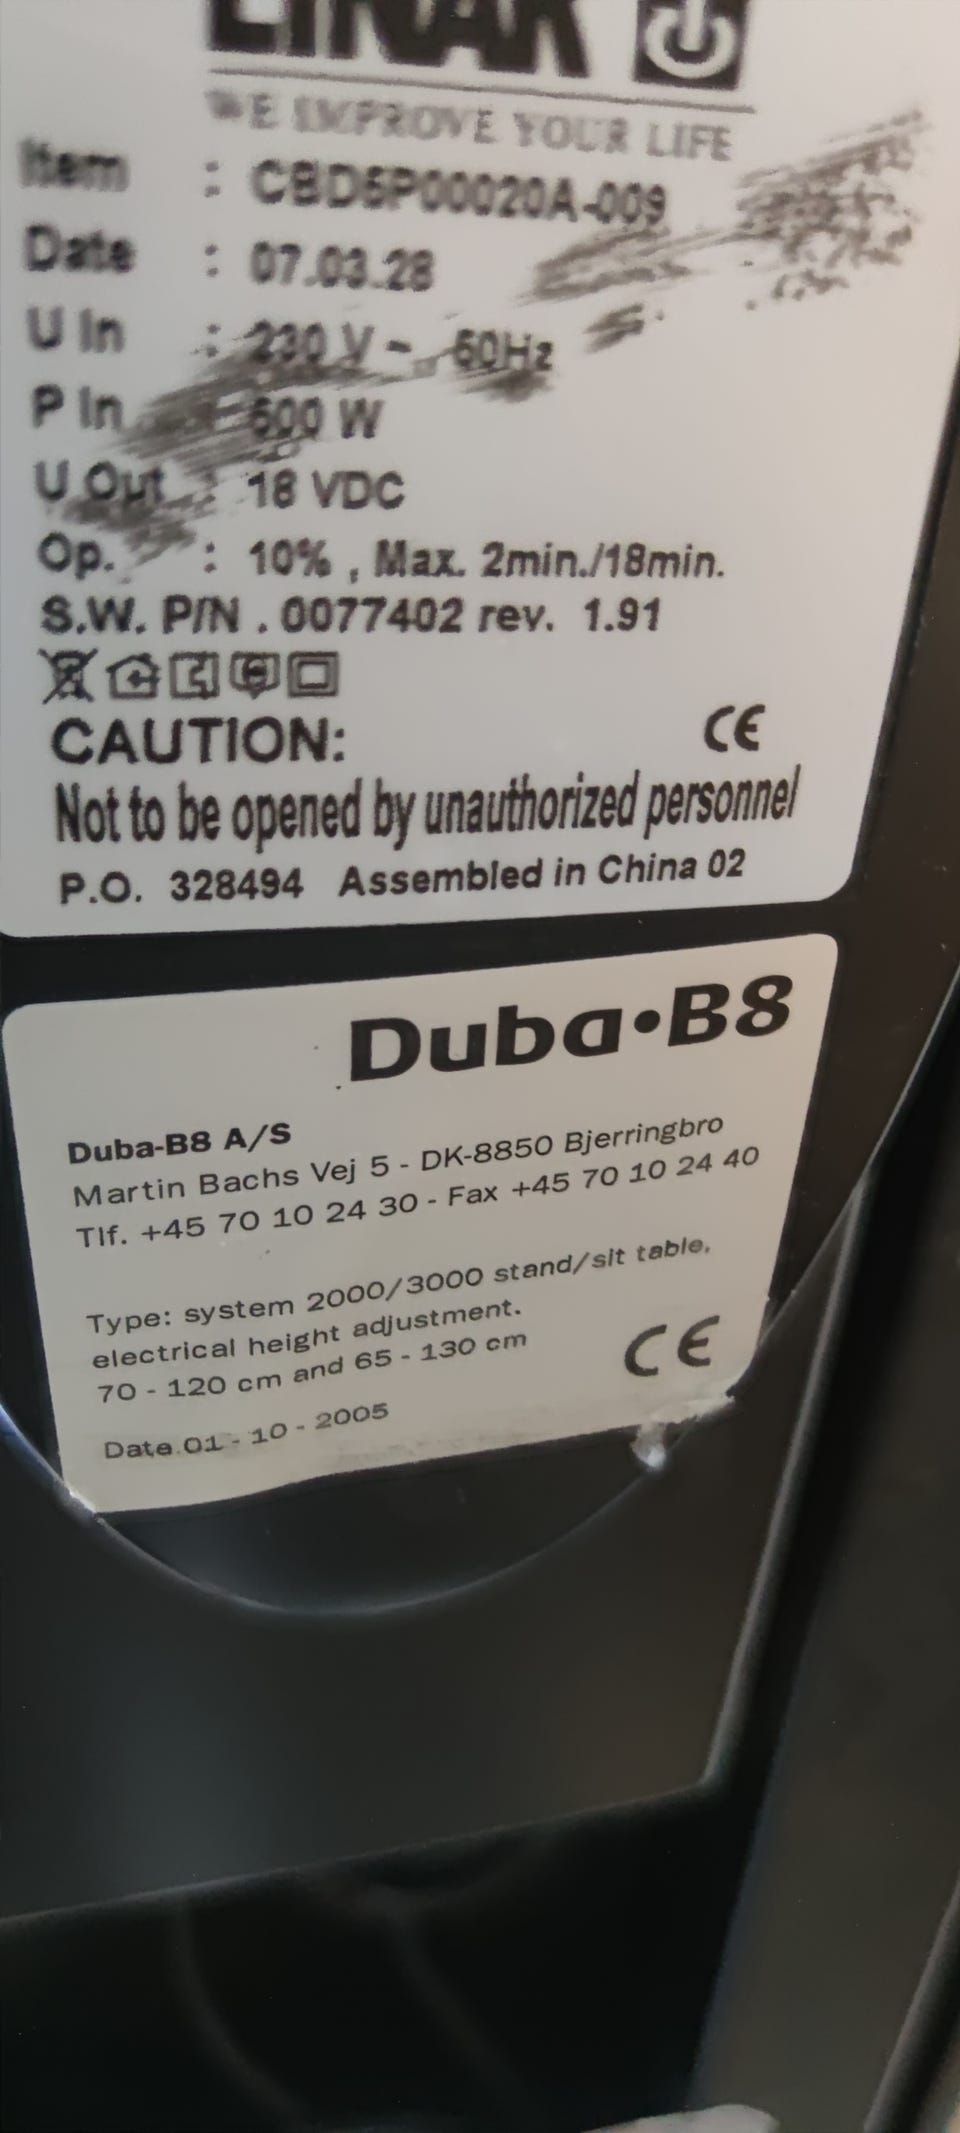 LINAK
WE IMPROVE YOUR LIFE
Item : CBD5P00020A-009
Date : 07.03.28
U In : 230 V ~ 50Hz
P In : 600 W
U Out : 18 VDC
Op. : 10% , Max. 2min./18min.
S.W. P/N . 0077402 rev. 1.91
CAUTION: CE
Not to be opened by unauthorized personnel
P.O. 328494 Assembled in China 02
Duba•B8
Duba-B8 A/S
Martin Bachs Vej 5 - DK-8850 Bjerringbro
Tlf. +45 70 10 24 30 - Fax +45 70 10 24 40
Type: system 2000/3000 stand/sit table,
electrical height adjustment.
70 - 120 cm and 65 - 130 cm
CE
Date.01 - 10 - 2005